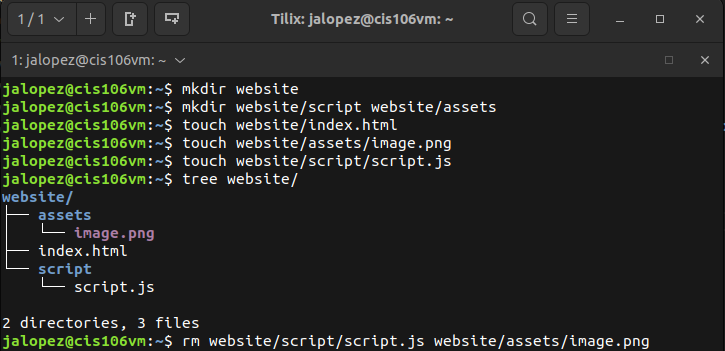 1 / 1
Tilix: jalopez@cis106vm: ~
1: jalopez@cis106vm: ~
jalopez@cis106vm:~$ mkdir website
jalopez@cis106vm:~$ mkdir website/script website/assets
jalopez@cis106vm:~$ touch website/index.html
jalopez@cis106vm:~$ touch website/assets/image.png
jalopez@cis106vm:~$ touch website/script/script.js
jalopez@cis106vm:~$ tree website/
website/
├── assets
│   └── image.png
├── index.html
└── script
    └── script.js
2 directories, 3 files
jalopez@cis106vm:~$ rm website/script/script.js website/assets/image.png